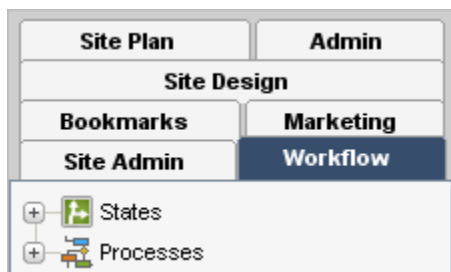 Site Plan Admin
Site Design
Bookmarks Marketing
Site Admin Workflow
States
Processes